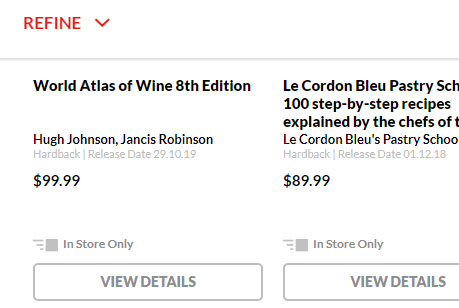 REFINE
World Atlas of Wine 8th Edition
Hugh Johnson, Jancis Robinson
Hardback | Release Date 29.10.19
$99.99
In Store Only
VIEW DETAILS
Le Cordon Bleu Pastry
100 step-by-step recipes
explained by the chefs of
Le Cordon Bleu's Pastry
Hardback | Release Date 01.12.18
$89.99
In Store Only
VIEW DETAILS